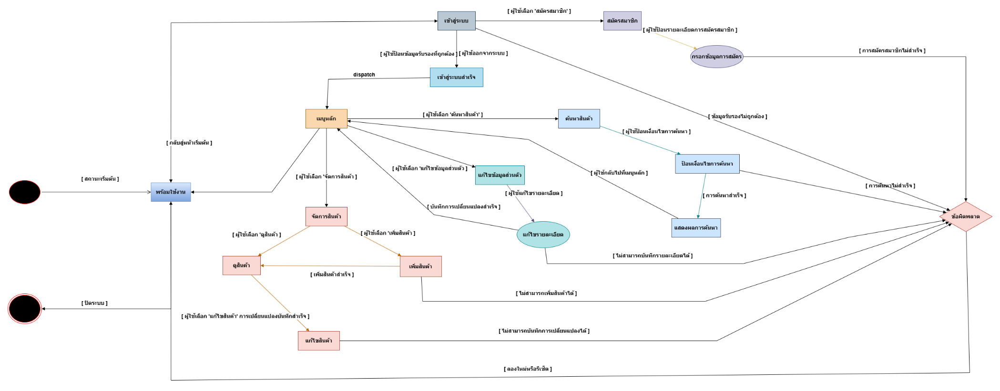 [ ผู้ใช้เลือก 'สมัครสมาชิก' ]
เข้าสู่ระบบ
สมัครสมาชิก
[ ผู้ใช้ป้อนรายละเอียดการสมัครสมาชิก ]
[ ผู้ใช้ป้อนข้อมูลรับรองที่ถูกต้อง ]
[ ผู้ใช้ออกจากระบบ ]
กรอกข้อมูลการสมัคร
[ การสมัครสมาชิกไม่สำเร็จ ]
dispatch
เข้าสู่ระบบสำเร็จ
เมนูหลัก
[ ผู้ใช้เลือก 'ค้นหาสินค้า' ]
ค้นหาสินค้า
[ ข้อมูลรับรองไม่ถูกต้อง ]
[ ผู้ใช้ป้อนเงื่อนไขการค้นหา ]
[ กลับสู่หน้าเริ่มต้น ]
[ ผู้ใช้เลือก 'แก้ไขข้อมูลส่วนตัว ]
ป้อนเงื่อนไขการค้นหา
[ ผู้ใช้เลือก 'จัดการสินค้า ]
แก้ไขข้อมูลส่วนตัว
[ ผู้ใช้กลับไปที่เมนูหลัก ]
[ สถานะเริ่มต้น ]
พร้อมใช้งาน
[ ผู้ใช้แก้ไขรายละเอียด ]
[ การค้นหาสำเร็จ ]
[ การค้นหาไม่สำเร็จ ]
[ บันทึกการเปลี่ยนแปลงสำเร็จ ]
จัดการสินค้า
ข้อผิดพลาด
[ ผู้ใช้เลือก 'ดูสินค้า ]
[ ผู้ใช้เลือก 'เพิ่มสินค้า ]
แก้ไขรายละเอียด
แสดงผลการค้นหา
[ ไม่สามารถบันทึกรายละเอียดได้ ]
ดูสินค้า
เพิ่มสินค้า
[ เพิ่มสินค้าสำเร็จ ]
[ ไม่สามารถเพิ่มสินค้าได้ ]
[ ปิดระบบ ]
[ ผู้ใช้เลือก 'แก้ไขสินค้า' การเปลี่ยนแปลงบันทึกสำเร็จ ]
[ ไม่สามารถบันทึกการเปลี่ยนแปลงได้ ]
แก้ไขสินค้า
[ ลองใหม่หรือรีเซ็ต ]